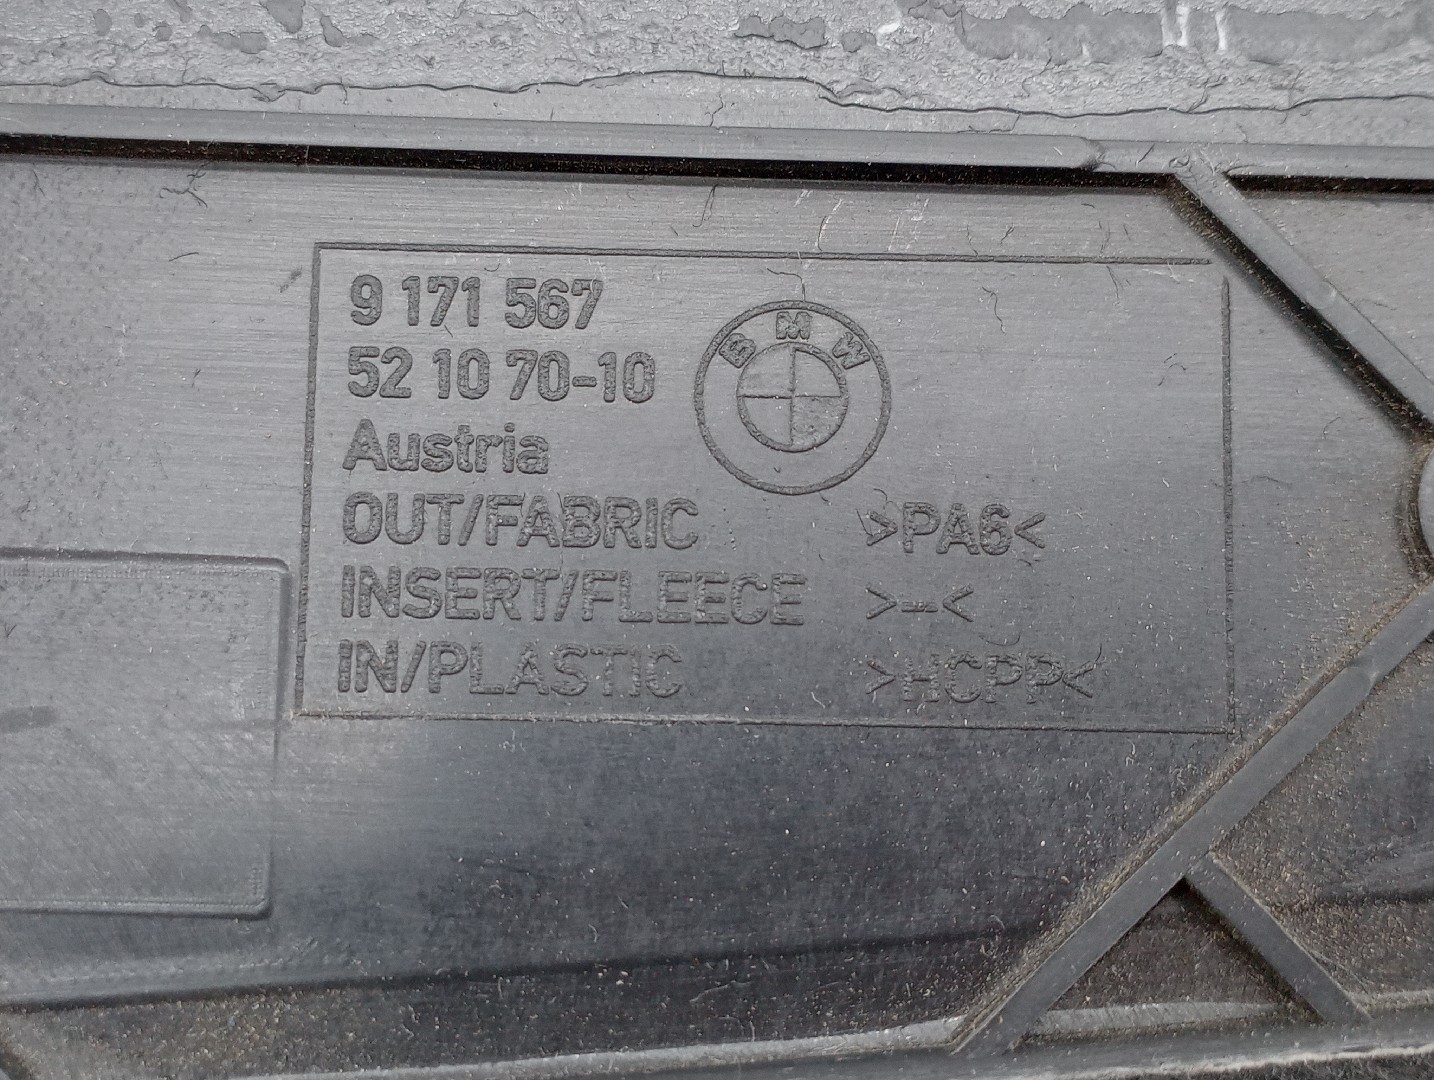 9 171 567
52 10 70-10
BMW
Austria
OUT/FABRIC >PA6<
INSERT/FLEECE >-<
IN/PLASTIC >HCPP<